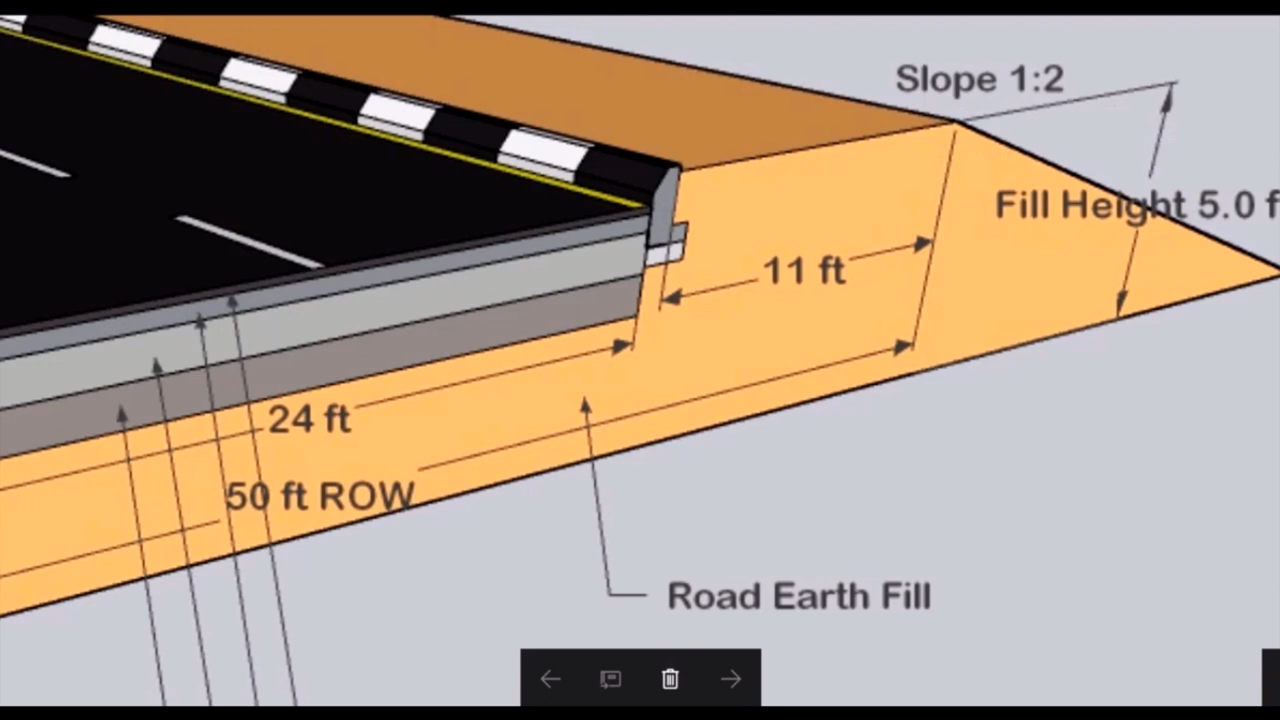 Slope 1:2
Fill Height 5.0 f
11 ft
24 ft
50 ft ROW
Road Earth Fill